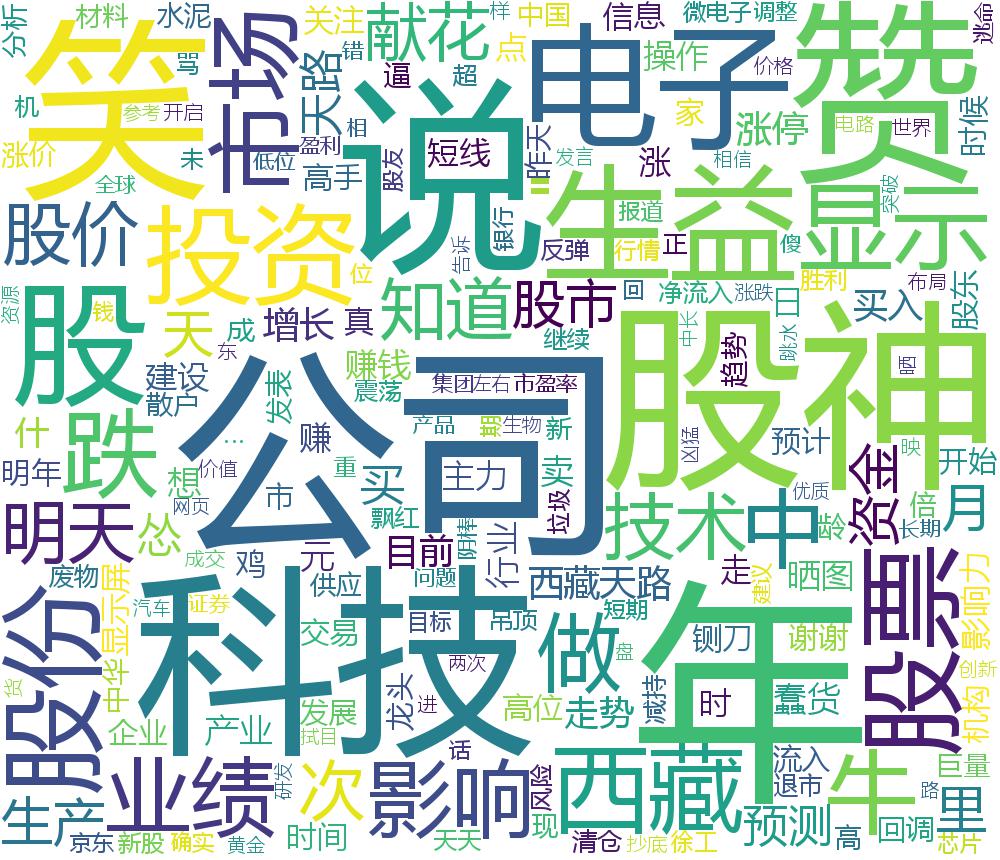 分析
材料
水泥
关注
样
中国
信息
微电子
调整
逃命
笑
骂
市场
天路
献花
点
电子
操作
价格
赞
机
参考
开启
错
逼
超
家
涨停
电路
世界
时候
涨价
未
盈利
相
说
短线
昨天
发言
涨
相信
全球
低位
高手
股友
生益
显示
突破
股价
投资
位
告诉
银行
报道
反弹
行情
正
傻
胜利
布局
资源
钱
知道
股市
回
净流入
涨跌
日
买入
股东
股
天
成
增长
真
继续
中长
趋势
跳水
股神
晒
东
赚钱
震荡
集团
左右
市盈率
建设
散户
发表
公司
产品
期
生物
新
凶猛
预计
映
开始
什
跌
...
赚
重
主力
卖
明年
想
价值
市
买
垃圾
技术
中
优质
资金
倍
月
网页
飘红
龄
长期
明天
怂
鸡
元
目前
阴棒
行业
成交
废物
供应
问题
西藏天路
走
建议
晒图
股票
影响力
中华
显示屏
汽车
证券
科技
目标
吊顶
短期
年
铡刀
谢谢
股份
交易
两次
做
盘
创新
货
龙头
进
减持
时
蠢货
机构
企业
产业
发展
拭目
高位
走势
话
业绩
研发
次
影响
风险
西藏
流入
退市
牛
巨量
路
里
生产
京东
新股
确实
黄金
时间
天天
现
清仓
抄底
徐工
预测
高
回调
芯片